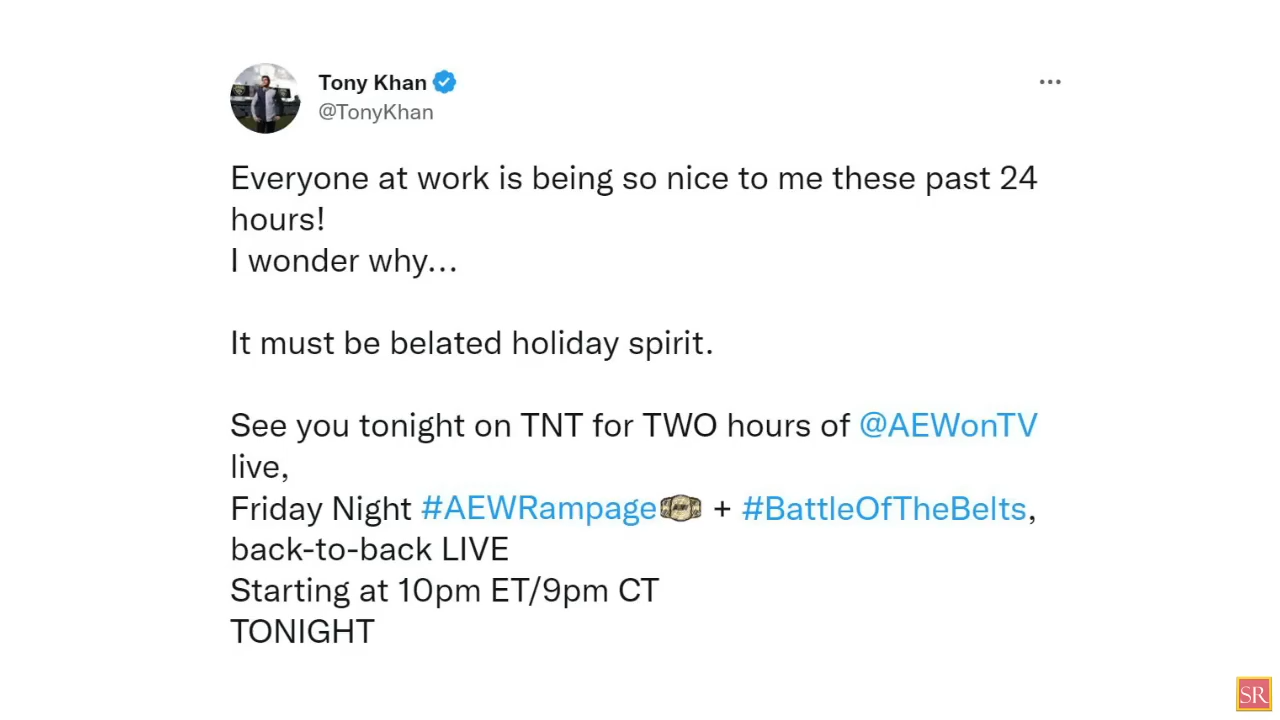 Tony Khan
@TonyKhan
Everyone at work is being so nice to me these past 24
hours!
I wonder why...
It must be belated holiday spirit.
See you tonight on TNT for TWO hours of @AEWonTV
live,
Friday Night #AEWRampage + #BattleOfTheBelts,
back-to-back LIVE
Starting at 10pm ET/9pm CT
TONIGHT
SR